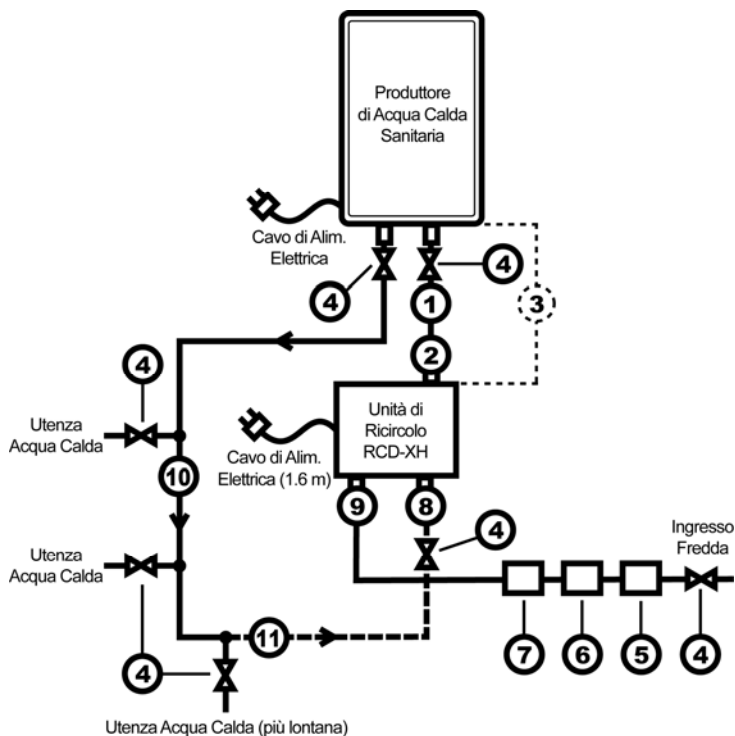 Produttore
di Acqua Calda
Sanitaria
Cavo di Alim.
Elettrica
4
4
1
3
2
4
Utenza
Acqua Calda
Unità di
Ricircolo
RCD-XH
Cavo di Alim.
Elettrica (1.6 m)
10
9
8
4
Ingresso
Fredda
Utenza
Acqua Calda
11
4
7
6
5
4
Utenza Acqua Calda (più lontana)